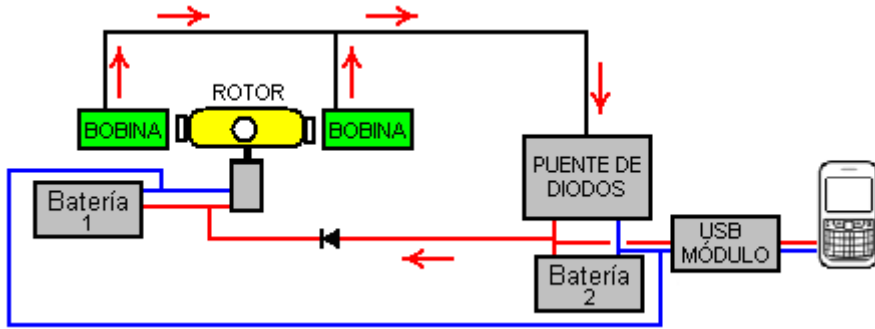 ROTOR
BOBINA
BOBINA
PUENTE DE
DIODOS
Batería
1
USB
MÓDULO
Batería
2